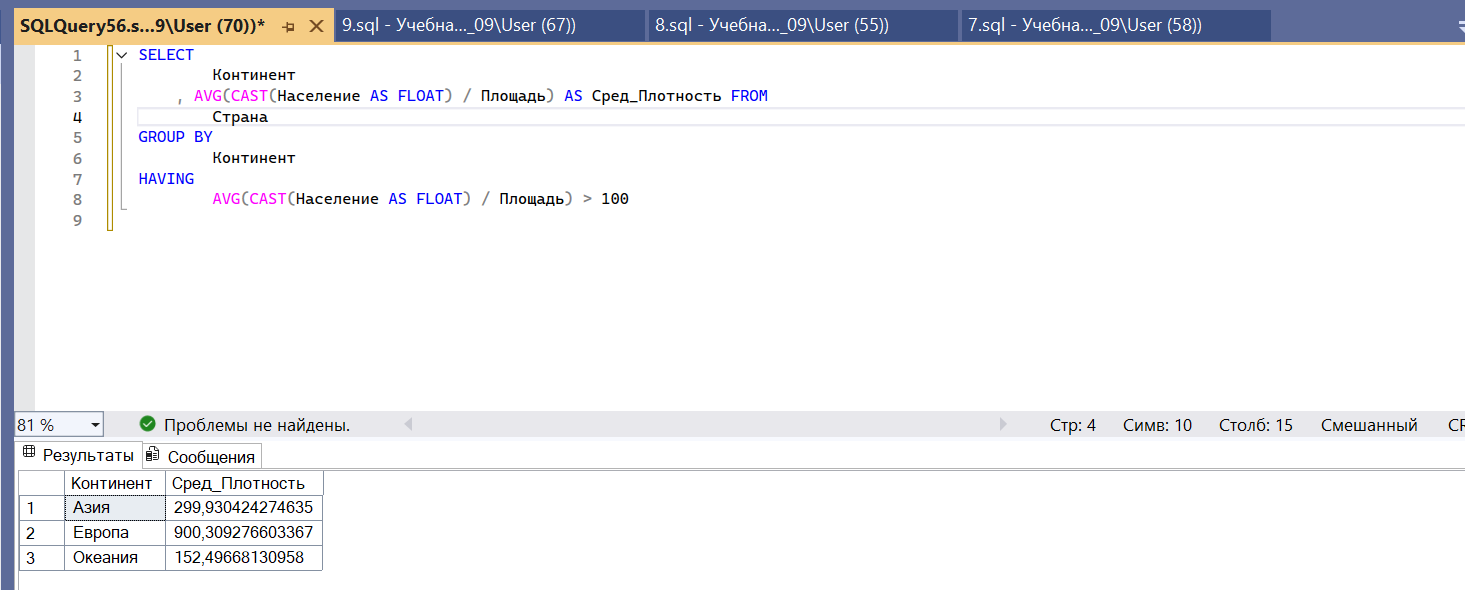 SQLQuery56.s...9\User (70))* 9.sql - Учебна..._09\User (67)) 8.sql - Учебна..._09\User (55)) 7.sql - Учебна..._09\User (58))
1 SELECT
2 Континент
3 , AVG(CAST(Население AS FLOAT) / Площадь) AS Сред_Плотность FROM
4 Страна
5 GROUP BY
6 Континент
7 HAVING
8 AVG(CAST(Население AS FLOAT) / Площадь) > 100
9
81 % Проблемы не найдены. Стр: 4 Симв: 10 Столб: 15 Смешанный
Результаты Сообщения
Континент Сред_Плотность
1 Азия 299,930424274635
2 Европа 900,309276603367
3 Океания 152,49668130958